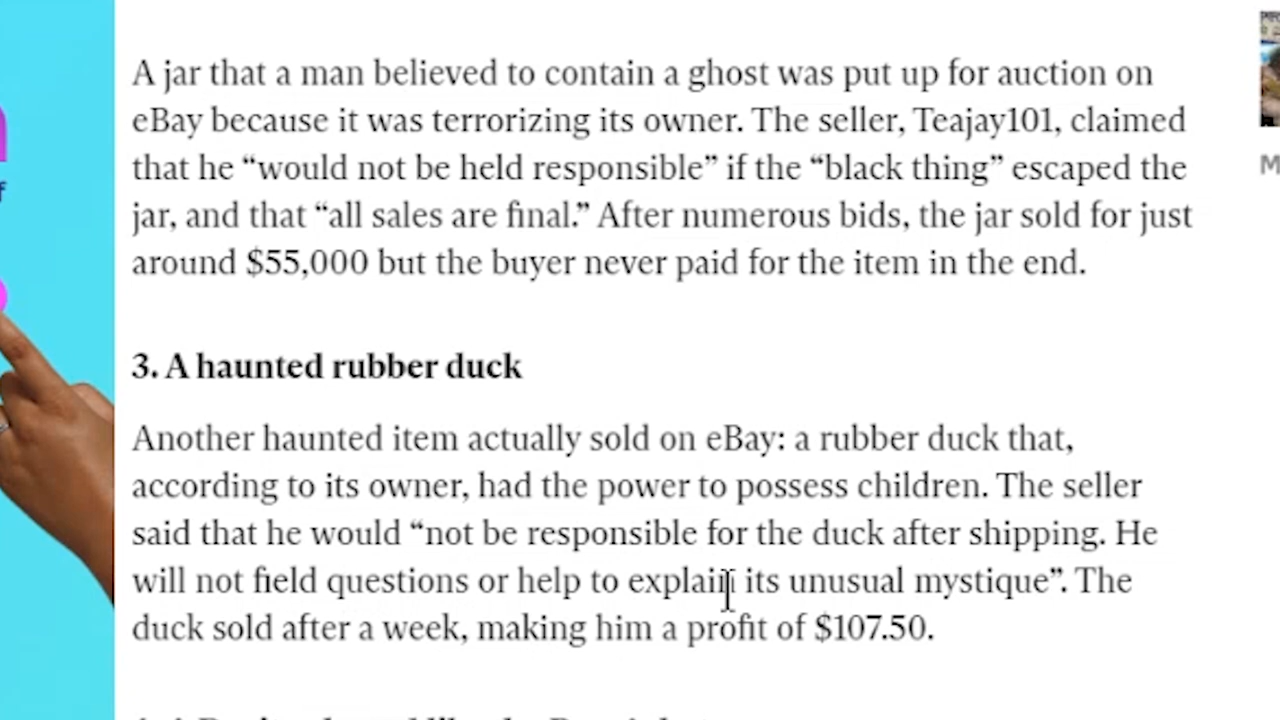 A jar that a man believed to contain a ghost was put up for auction on
eBay because it was terrorizing its owner. The seller, Teajay101, claimed
that he “would not be held responsible” if the “black thing” escaped the
jar, and that “all sales are final.” After numerous bids, the jar sold for just
around $55,000 but the buyer never paid for the item in the end.
3. A haunted rubber duck
Another haunted item actually sold on eBay: a rubber duck that,
according to its owner, had the power to possess children. The seller
said that he would “not be responsible for the duck after shipping. He
will not field questions or help to explain its unusual mystique”. The
duck sold after a week, making him a profit of $107.50.